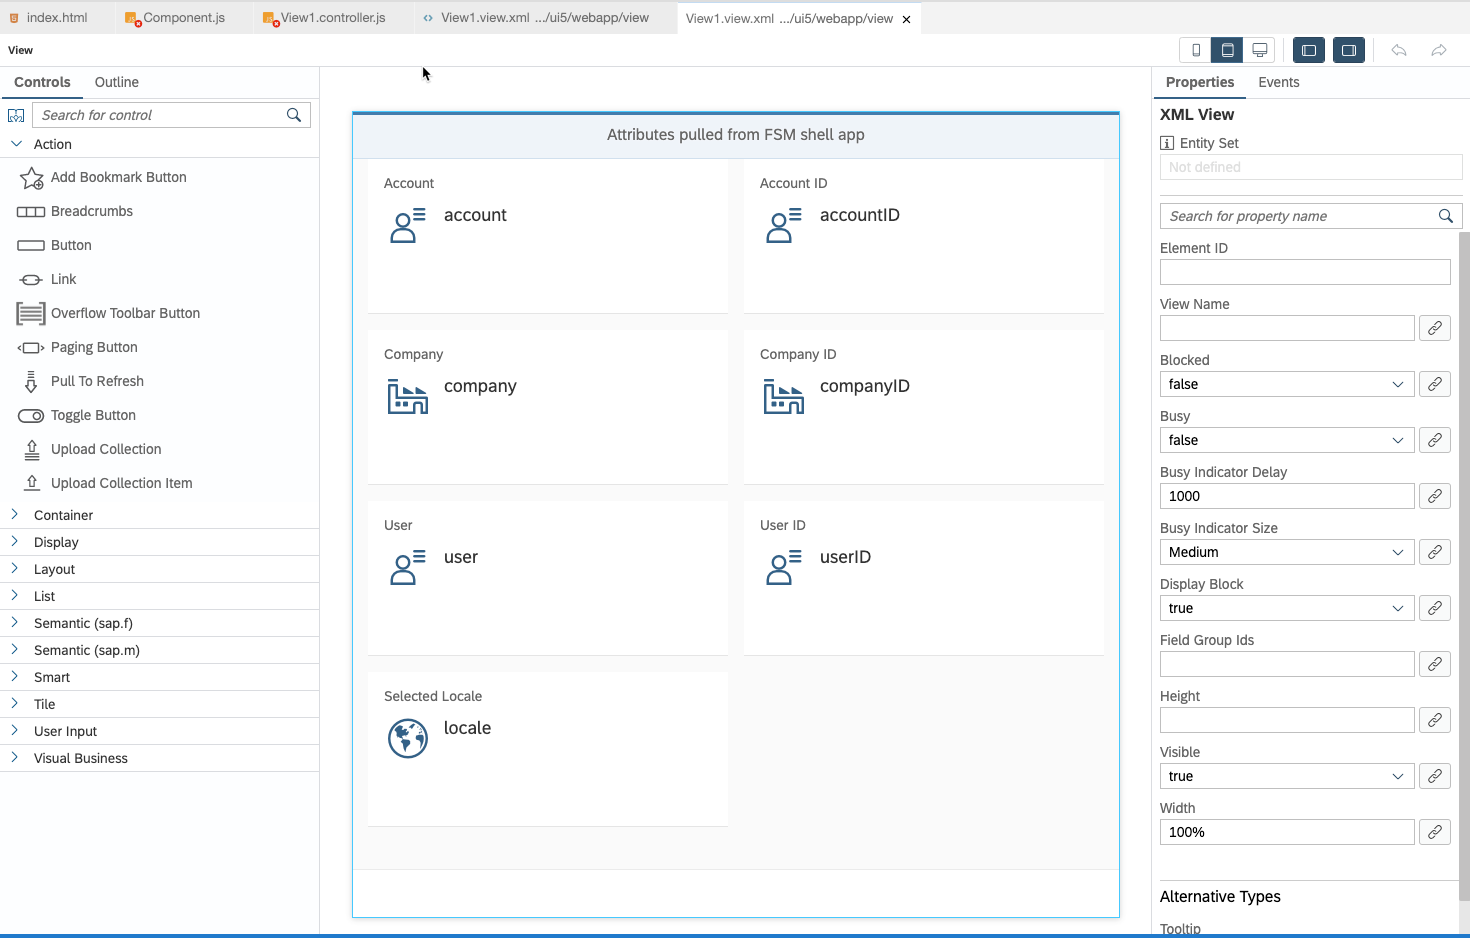 index.html
Component.js
View1.controller.js
View1.view.xml .../ui5/webapp/view
View1.view.xml .../ui5/webapp/view
View
Controls
Outline
Search for control
Action
Add Bookmark Button
Breadcrumbs
Button
Link
Overflow Toolbar Button
Paging Button
Pull To Refresh
Toggle Button
Upload Collection
Upload Collection Item
Container
Display
Layout
List
Semantic (sap.f)
Semantic (sap.m)
Smart
Tile
User Input
Visual Business
Attributes pulled from FSM shell app
Account
account
Account ID
accountID
Company
company
Company ID
companyID
User
user
User ID
userID
Selected Locale
locale
Properties
Events
XML View
Entity Set
Not defined
Search for property name
Element ID
View Name
Blocked
false
Busy
false
Busy Indicator Delay
1000
Busy Indicator Size
Medium
Display Block
true
Field Group Ids
Height
Visible
true
Width
100%
Alternative Types
Tooltip